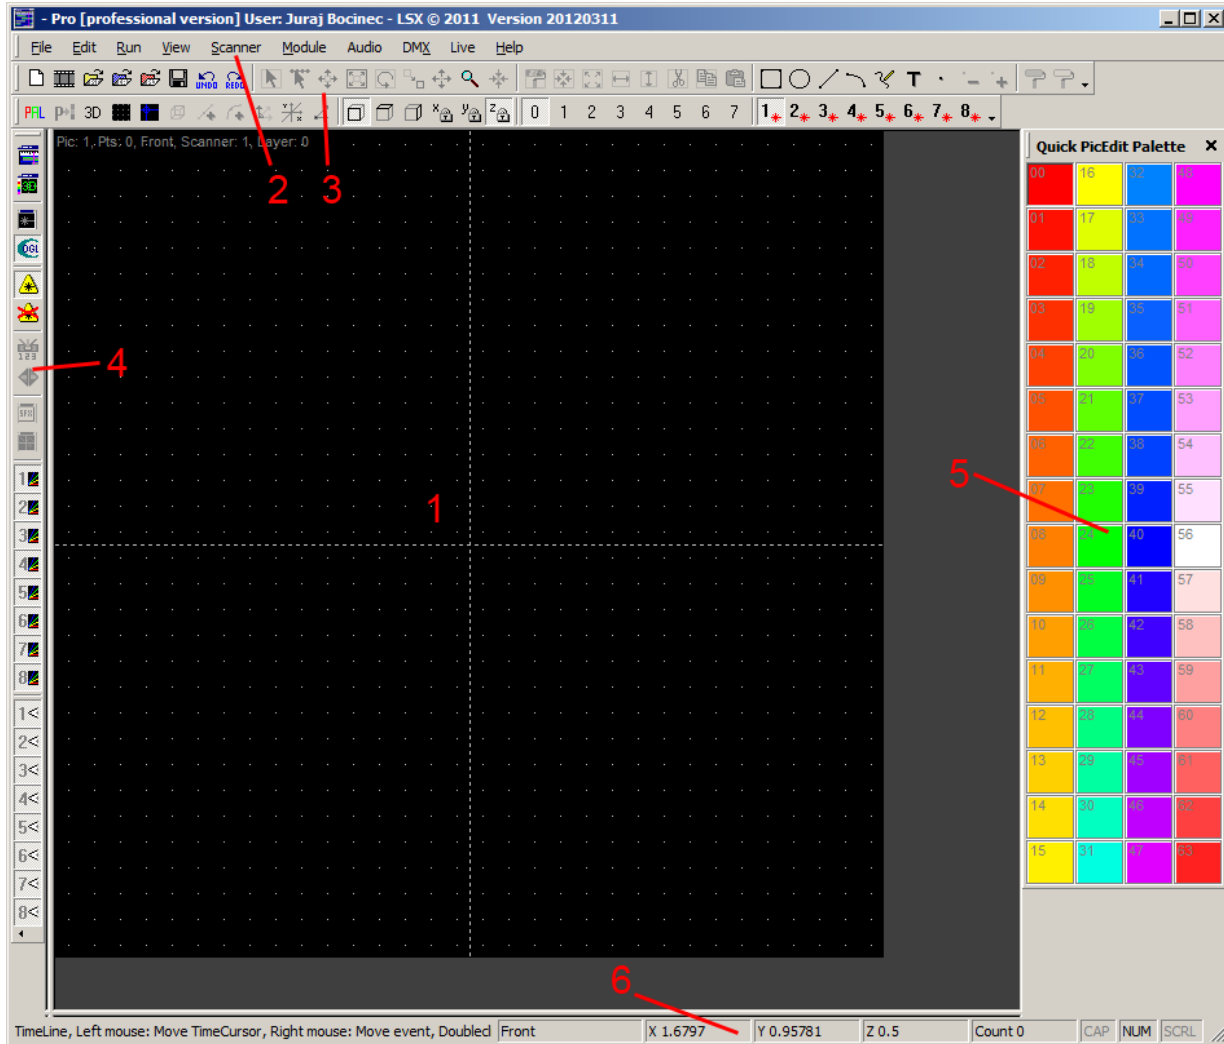 - Pro [professional version] User: Juraj Bocinec - LSX © 2011 Version 20120311
File Edit Run View Scanner Module Audio DMX Live Help
UNDO REDO T
PAL 3D x y z 0 1 2 3 4 5 6 7 1 2 3 4 5 6 7 8
Pic: 1, Pts: 0, Front, Scanner: 1, Layer: 0
Quick PicEdit Palette
2 3
3D
OGL
123
4
SFX
1
2
3
4
5
6
7
8
1<
2<
3<
4<
5<
6<
7<
8<
1
5
6
00 16 32 48
01 17 33 49
02 18 34 50
03 19 35 51
04 20 36 52
05 21 37 53
06 22 38 54
07 23 39 55
08 24 40 56
09 25 41 57
10 26 42 58
11 27 43 59
12 28 44 60
13 29 45 61
14 30 46 62
15 31 47 63
TimeLine, Left mouse: Move TimeCursor, Right mouse: Move event, Doublecl Front X 1.6797 Y 0.95781 Z 0.5 Count 0 CAP NUM SCRL